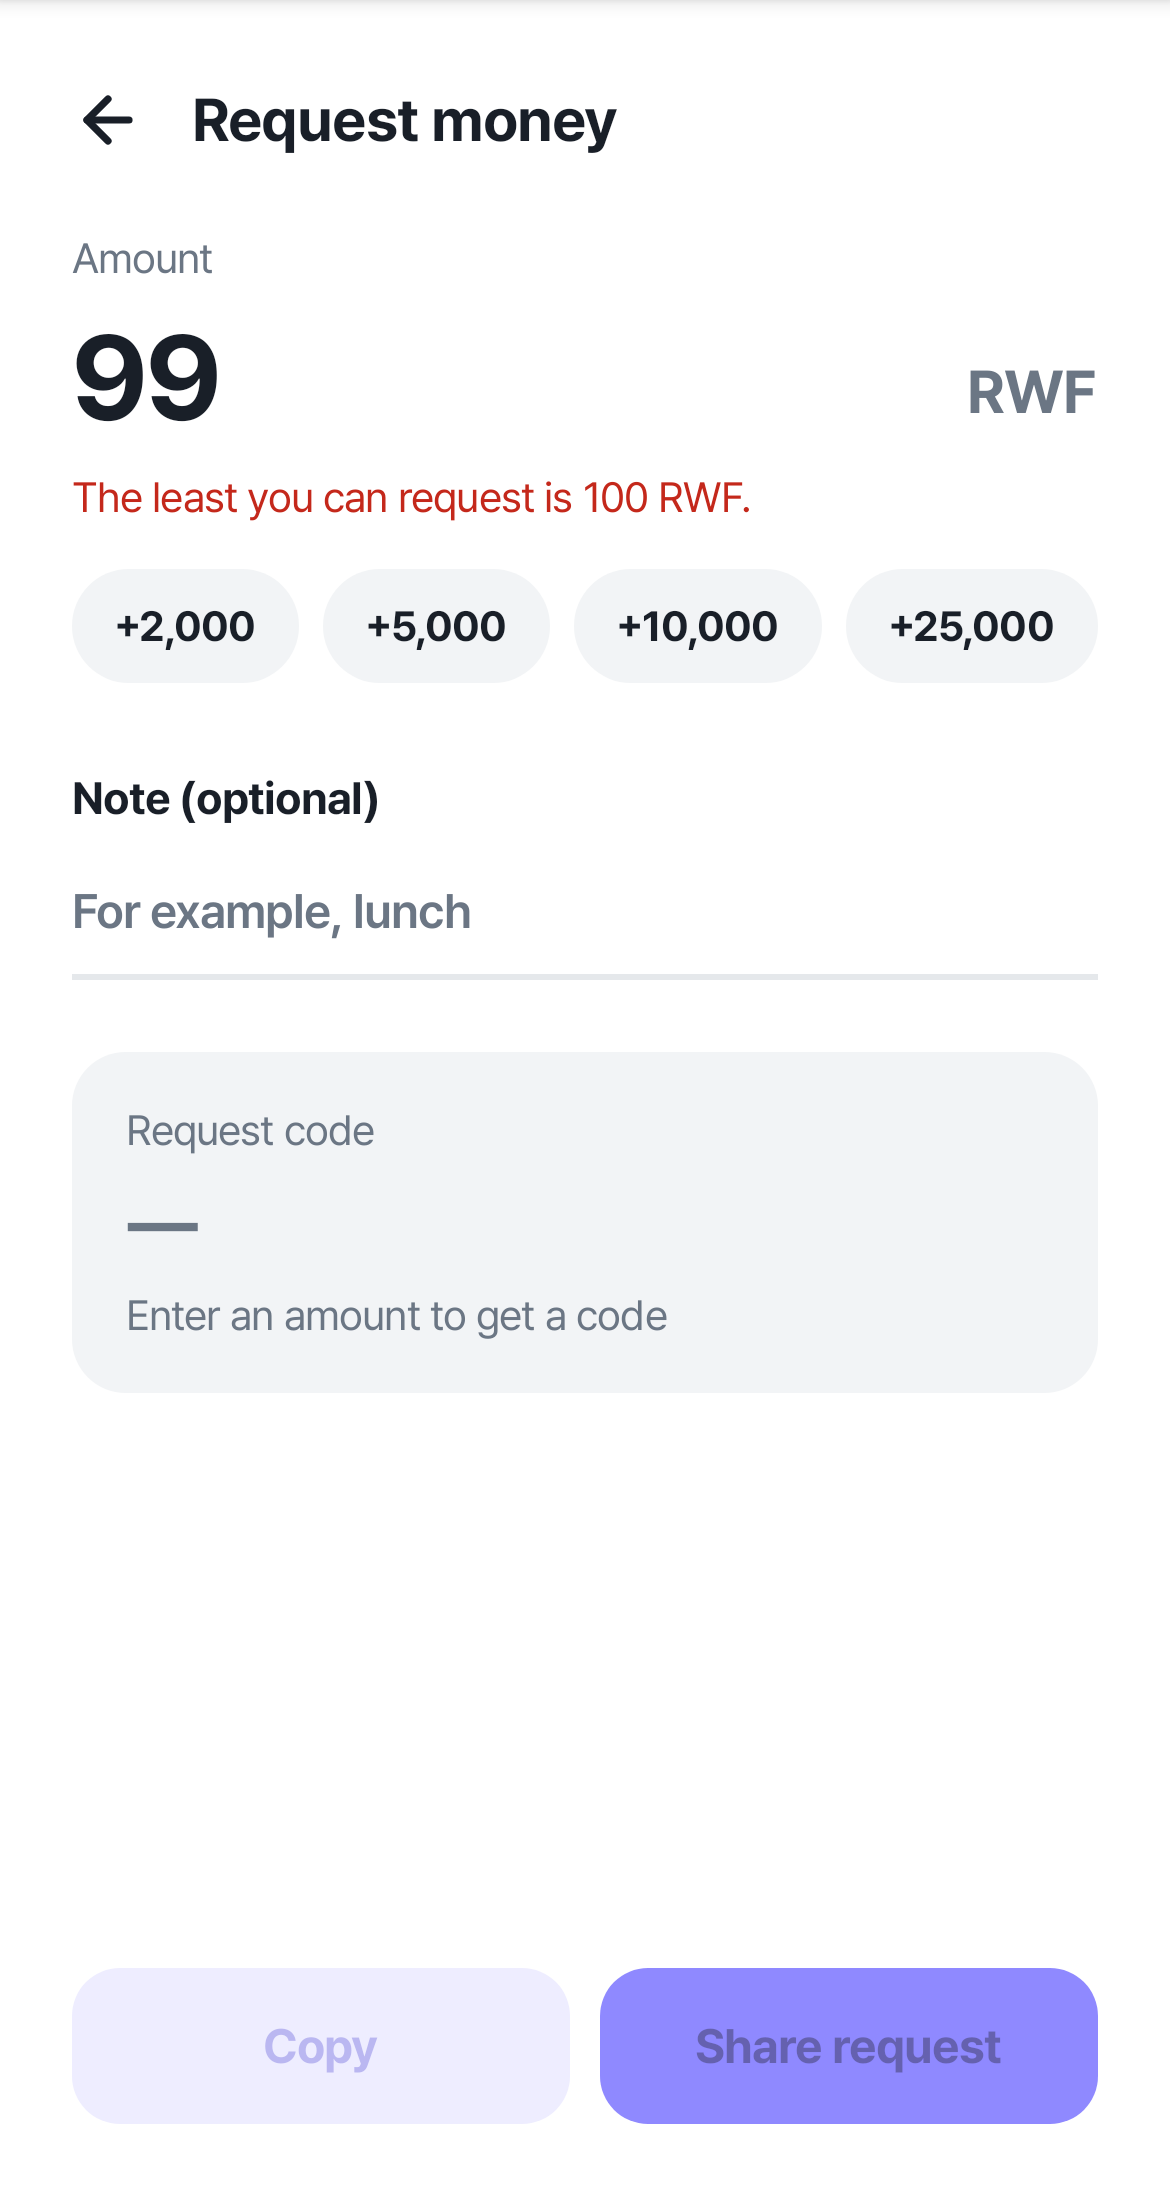 Request money
Amount
99
RWF
The least you can request is 100 RWF.
+2,000
+5,000
+10,000
+25,000
Note (optional)
For example, lunch
Request code
—
Enter an amount to get a code
Copy
Share request